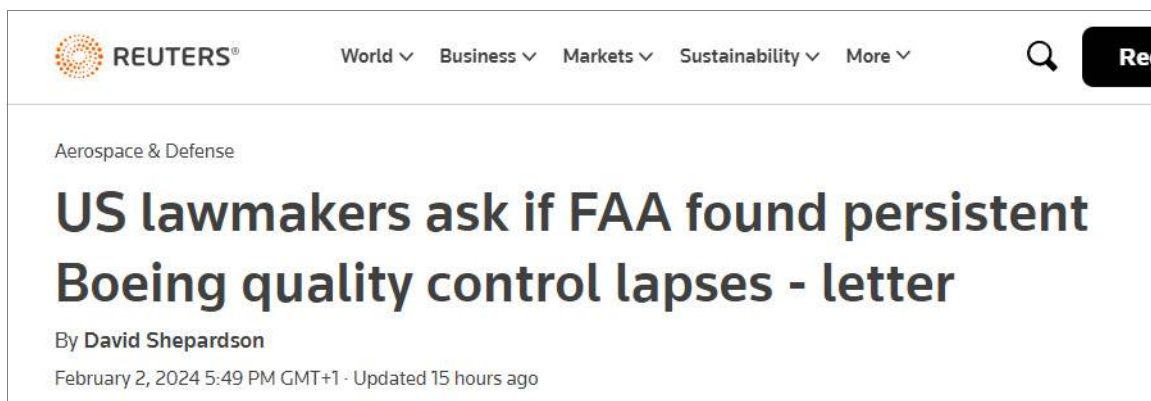 REUTERS®
World Business Markets Sustainability More
Aerospace & Defense
US lawmakers ask if FAA found persistent
Boeing quality control lapses - letter
By David Shepardson
February 2, 2024 5:49 PM GMT+1 · Updated 15 hours ago